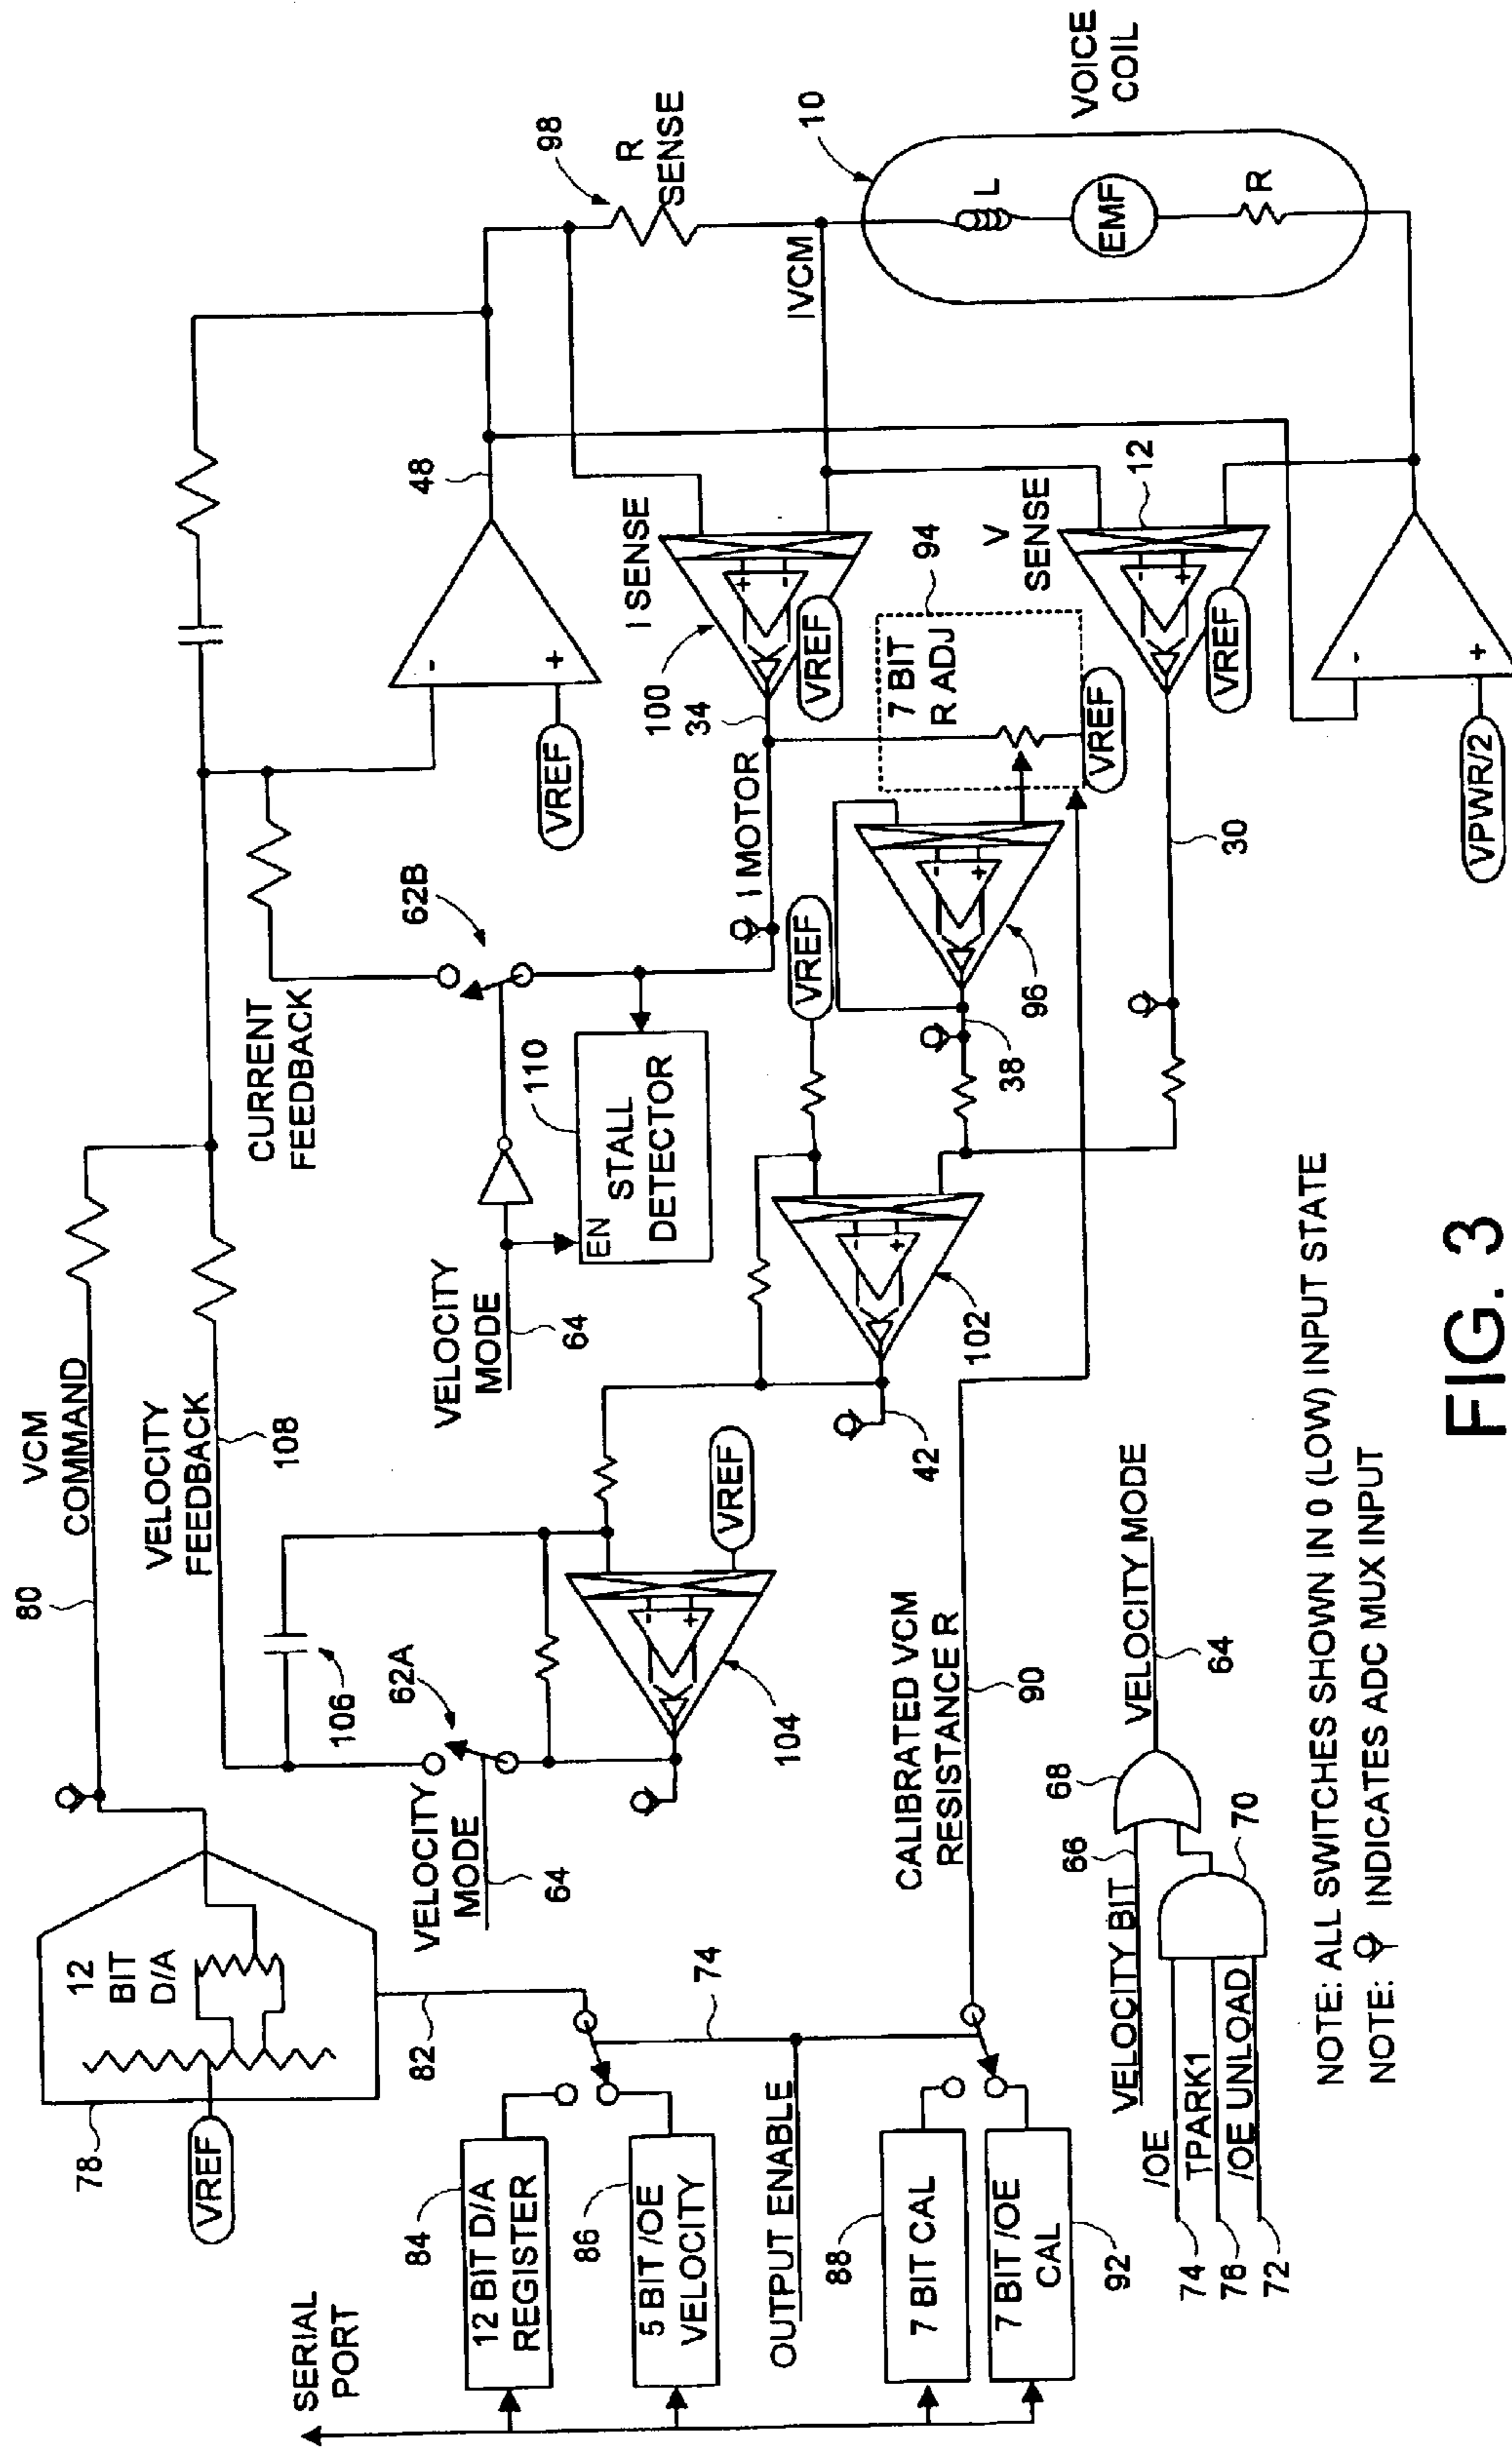 SERIAL
PORT
78
VREF
12
BIT
D/A
80
VCM
COMMAND
VELOCITY
FEEDBACK
108
CURRENT
FEEDBACK
84
12 BIT D/A
REGISTER
86
5 BIT /OE
VELOCITY
82
74
OUTPUT ENABLE
88
7 BIT CAL
7 BIT /OE
CAL
92
106
62A
VELOCITY
MODE
64
104
VREF
VELOCITY
MODE
64
110
EN
STALL
DETECTOR
62B
VREF
-
+
48
I SENSE
100
34
I MOTOR
+
-
VREF
98
R
SENSE
IVCM
10
VOICE
COIL
L
EMF
R
94
7 BIT
R ADJ
VREF
V
SENSE
12
-
+
VREF
30
96
-
+
38
VREF
102
-
+
42
-
+
CALIBRATED VCM
RESISTANCE R
90
-
+
VPWR/2
VELOCITY BIT
66
68
70
/OE
TPARK1
/OE UNLOAD
74
76
72
VELOCITY MODE
64
NOTE: ALL SWITCHES SHOWN IN 0 (LOW) INPUT STATE
NOTE: INDICATES ADC MUX INPUT
FIG. 3